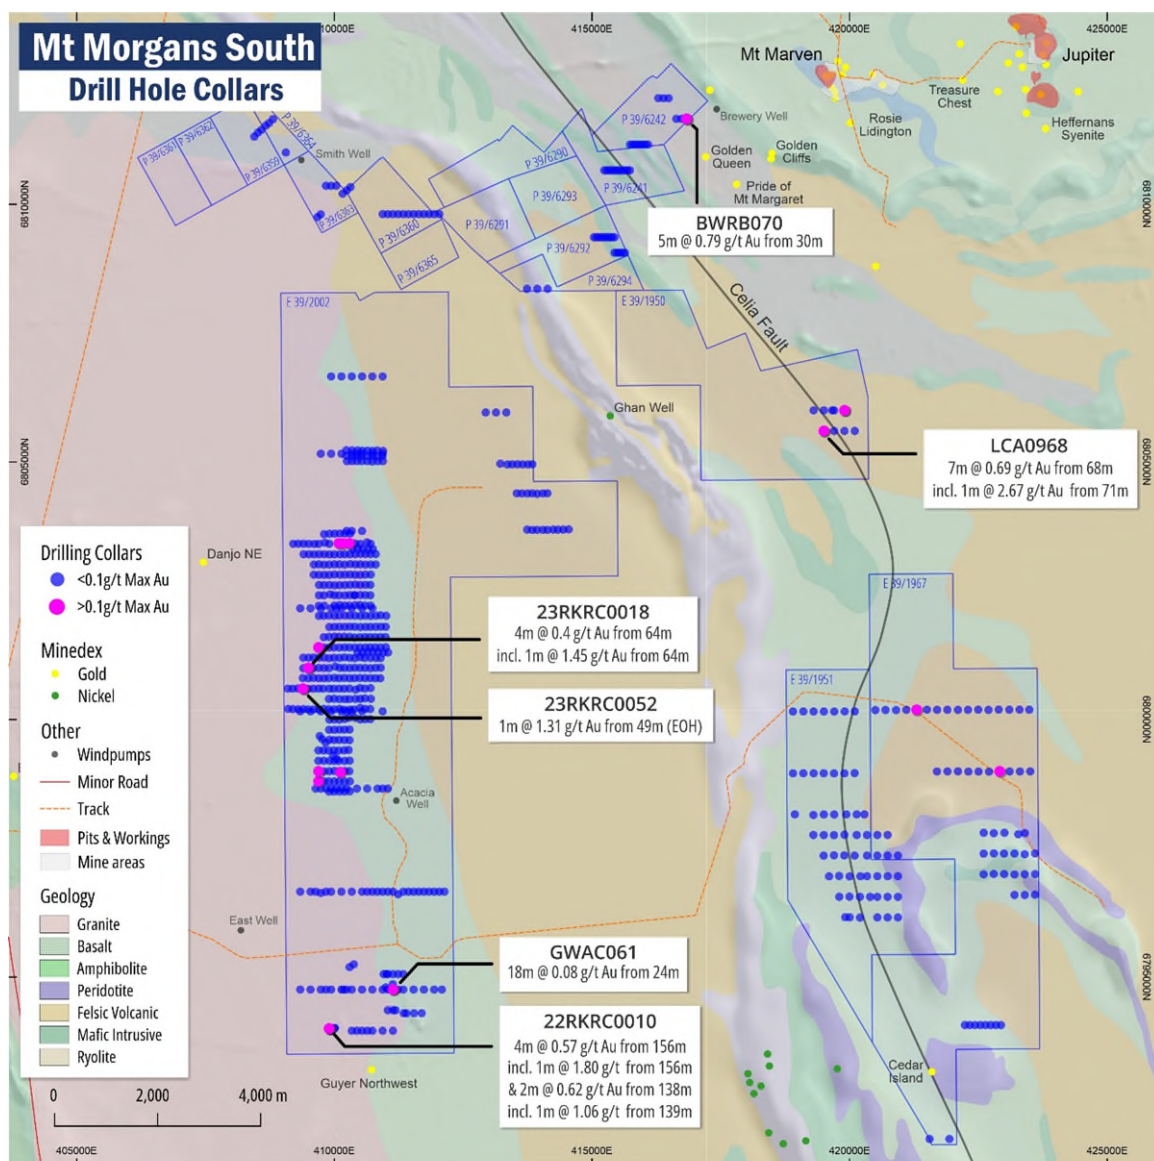 Mt Morgans South
Drill Hole Collars
410000E
415000E
420000E
425000E
Mt Marven
Jupiter
Treasure
Chest
Rosie
Lidington
Heffernans
Syenite
P 39/6361
P 39/6362
P 39/6359
P 39/6364
Smith Well
P 39/6363
P 39/6360
P 39/6365
P 39/6290
P 39/6291
P 39/6293
P 39/6292
P 39/6294
P 39/6242
P 39/6241
Brewery Well
Golden
Queen
Golden
Cliffs
Pride of
Mt Margaret
6810000N
6810000N
BWRB070
5m @ 0.79 g/t Au from 30m
E 39/2002
E 39/1950
Celia Fault
Ghan Well
6805000N
6805000N
LCA0968
7m @ 0.69 g/t Au from 68m
incl. 1m @ 2.67 g/t Au from 71m
Drilling Collars
<0.1g/t Max Au
>0.1g/t Max Au
Minedex
Gold
Nickel
Other
Windpumps
Minor Road
Track
Pits & Workings
Mine areas
Geology
Granite
Basalt
Amphibolite
Peridotite
Felsic Volcanic
Mafic Intrusive
Ryolite
Danjo NE
23RKRC0018
4m @ 0.4 g/t Au from 64m
incl. 1m @ 1.45 g/t Au from 64m
23RKRC0052
1m @ 1.31 g/t Au from 49m (EOH)
E 39/1967
E 39/1951
6800000N
Acacia
Well
East Well
GWAC061
18m @ 0.08 g/t Au from 24m
6795000N
22RKRC0010
4m @ 0.57 g/t Au from 156m
incl. 1m @ 1.80 g/t from 156m
& 2m @ 0.62 g/t Au from 138m
incl. 1m @ 1.06 g/t from 139m
Guyer Northwest
Cedar
Island
0 2,000 4,000 m
405000E
410000E
415000E
420000E
425000E